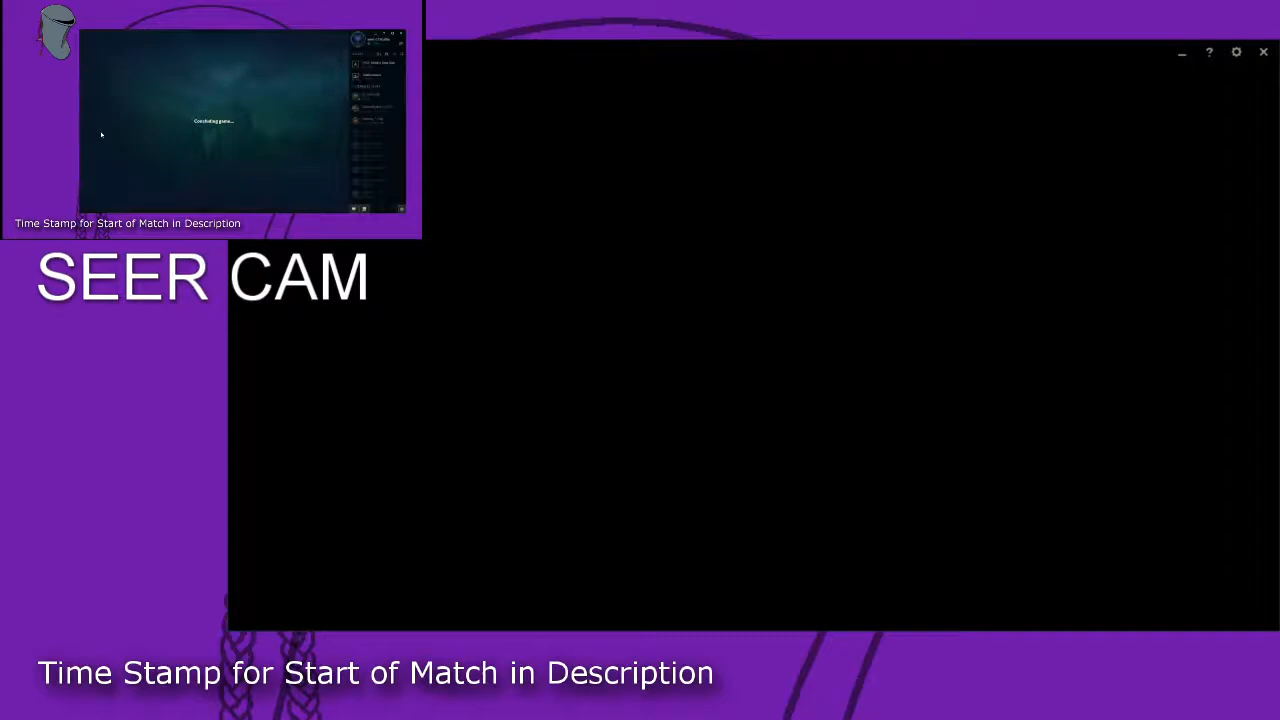 Concluding game...
Time Stamp for Start of Match in Description
SEER CAM
?
Time Stamp for Start of Match in Description